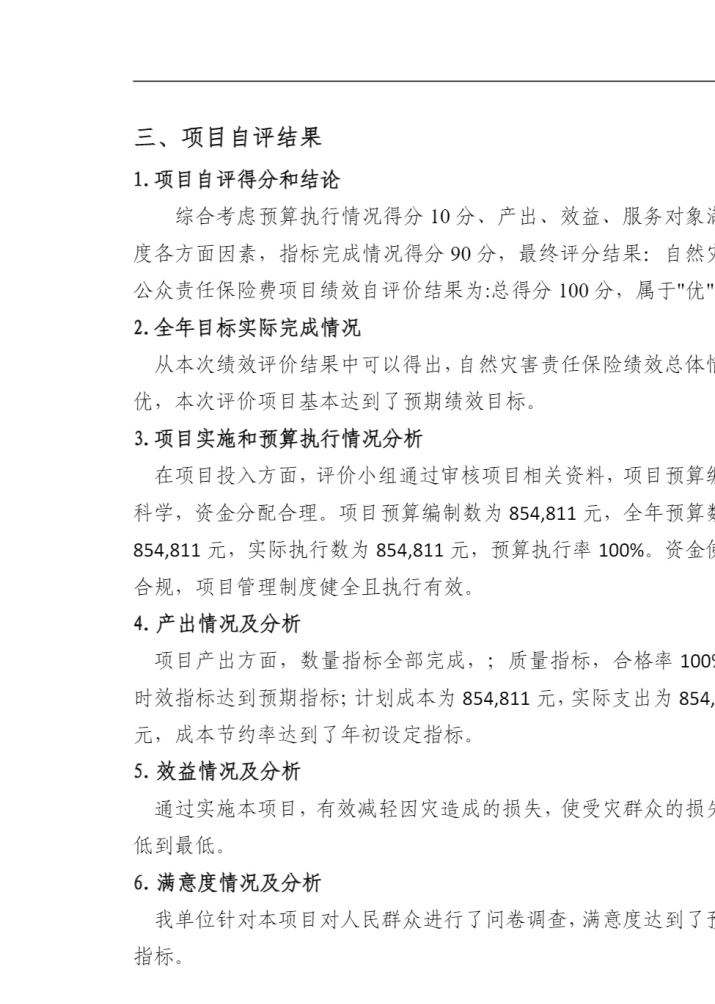 三、项目自评结果
1.项目自评得分和结论
综合考虑预算执行情况得分 10 分、产出、效益、服务对象满
度各方面因素，指标完成情况得分 90 分，最终评分结果：自然灾
公众责任保险费项目绩效自评价结果为:总得分 100 分，属于"优"
2.全年目标实际完成情况
从本次绩效评价结果中可以得出，自然灾害责任保险绩效总体情
优，本次评价项目基本达到了预期绩效目标。
3.项目实施和预算执行情况分析
在项目投入方面，评价小组通过审核项目相关资料，项目预算编
科学，资金分配合理。项目预算编制数为 854,811 元，全年预算数
854,811 元，实际执行数为 854,811 元，预算执行率 100%。资金使
合规，项目管理制度健全且执行有效。
4. 产出情况及分析
项目产出方面，数量指标全部完成，；质量指标，合格率 100%
时效指标达到预期指标；计划成本为 854,811 元，实际支出为 854,
元，成本节约率达到了年初设定指标。
5. 效益情况及分析
通过实施本项目，有效减轻因灾造成的损失，使受灾群众的损失
低到最低。
6. 满意度情况及分析
我单位针对本项目对人民群众进行了问卷调查，满意度达到了预
指标。